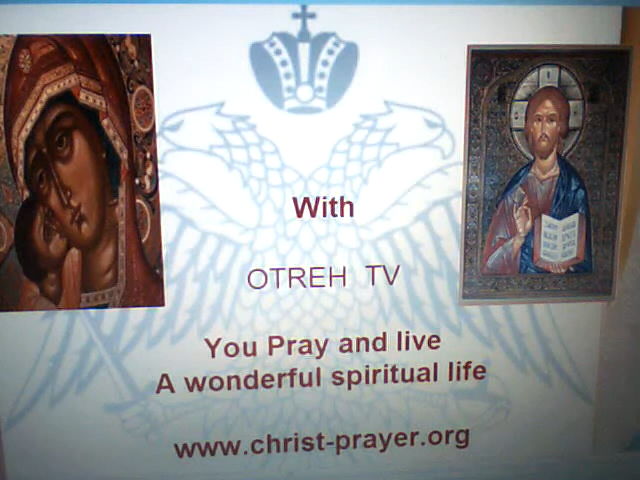 With
OTREH TV
You Pray and live
A wonderful spiritual life
www.christ-prayer.org